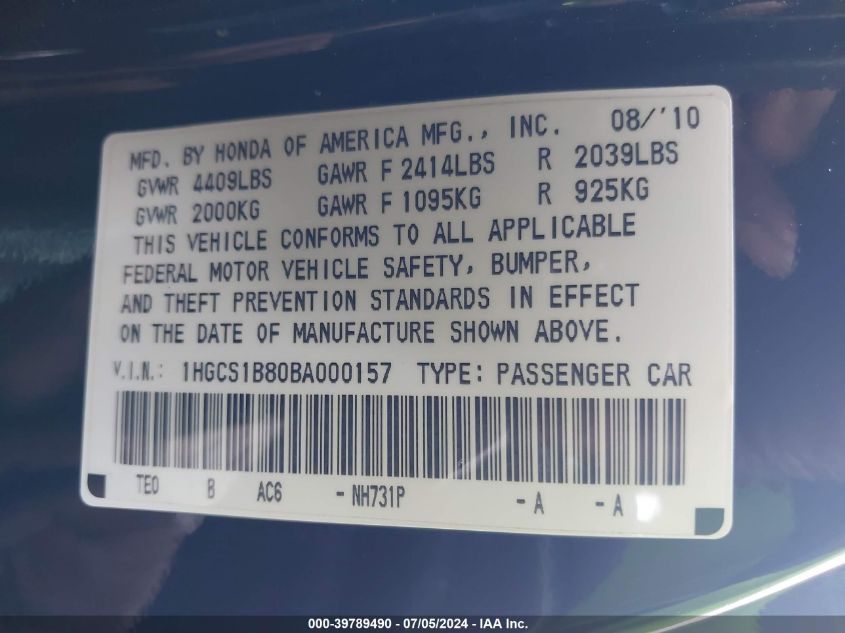 MFD. BY HONDA OF AMERICA MFG., INC. 08/'10
GVWR 4409LBS GAWR F 2414LBS R 2039LBS
GVWR 2000KG GAWR F 1095KG R 925KG
THIS VEHICLE CONFORMS TO ALL APPLICABLE
FEDERAL MOTOR VEHICLE SAFETY, BUMPER,
AND THEFT PREVENTION STANDARDS IN EFFECT
ON THE DATE OF MANUFACTURE SHOWN ABOVE.
V.I.N.: 1HGCS1B80BA000157 TYPE: PASSENGER CAR
TE0 B AC6 - NH731P - A - A
000-39789490 - 07/05/2024 - IAA Inc.